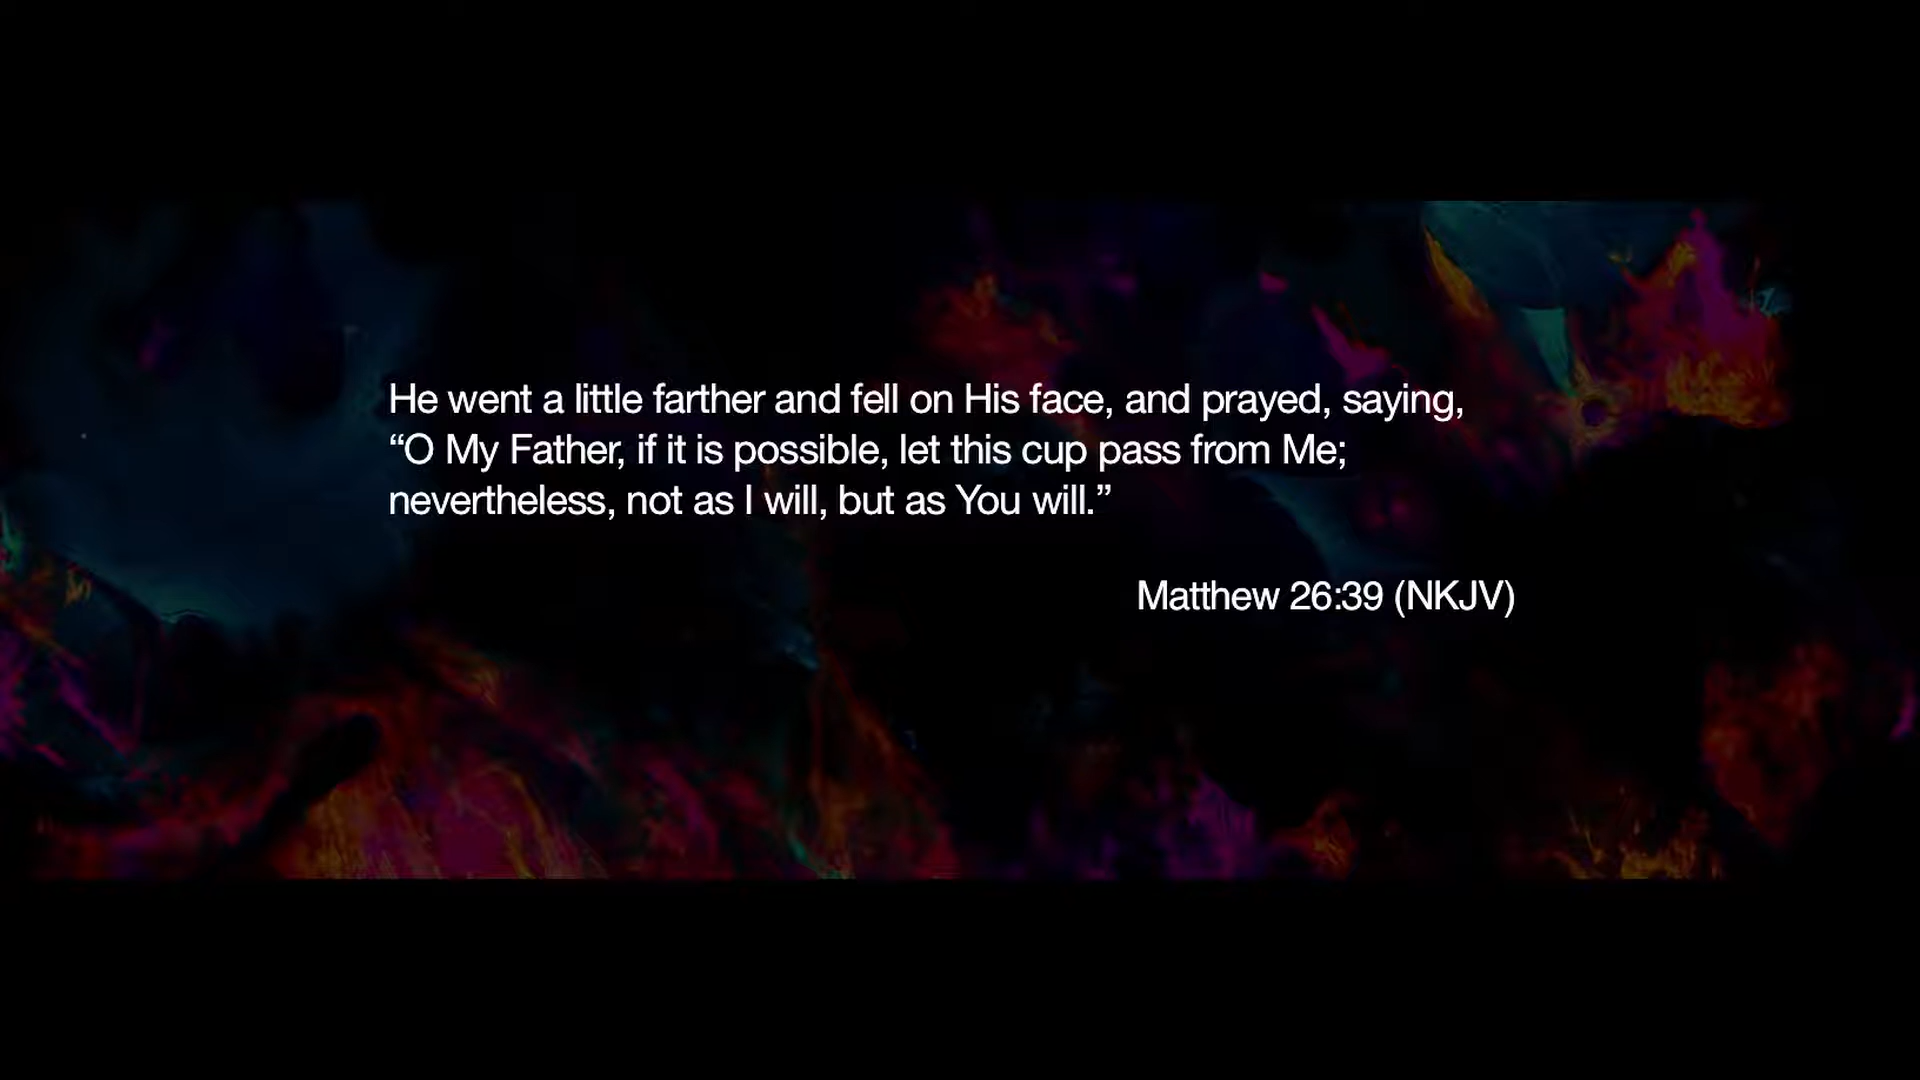 He went a little farther and fell on His face, and prayed, saying,
“O My Father, if it is possible, let this cup pass from Me;
nevertheless, not as I will, but as You will.”
Matthew 26:39 (NKJV)